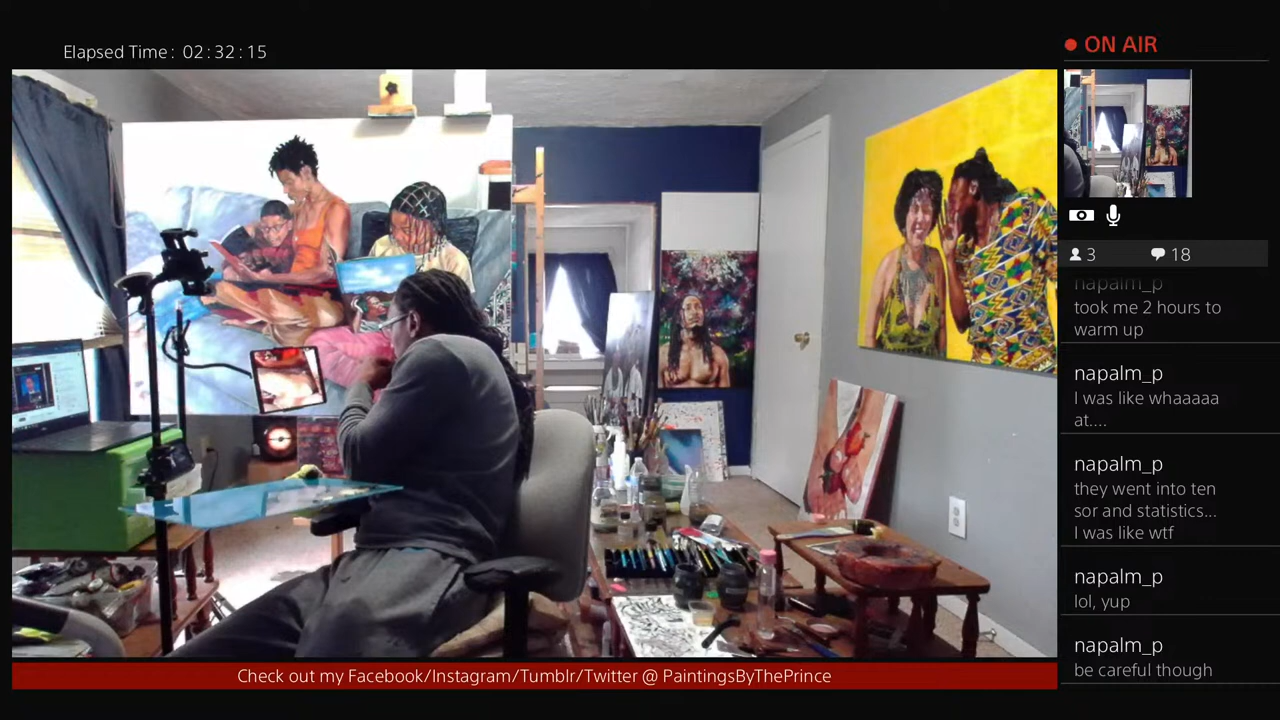 Elapsed Time: 02:32:15
ON AIR
3
18
napalm_p
took me 2 hours to
warm up
napalm_p
I was like whaaaaa
at....
napalm_p
they went into ten
sor and statistics...
I was like wtf
napalm_p
lol, yup
napalm_p
be careful though
Check out my Facebook/Instagram/Tumblr/Twitter @ PaintingsByThePrince